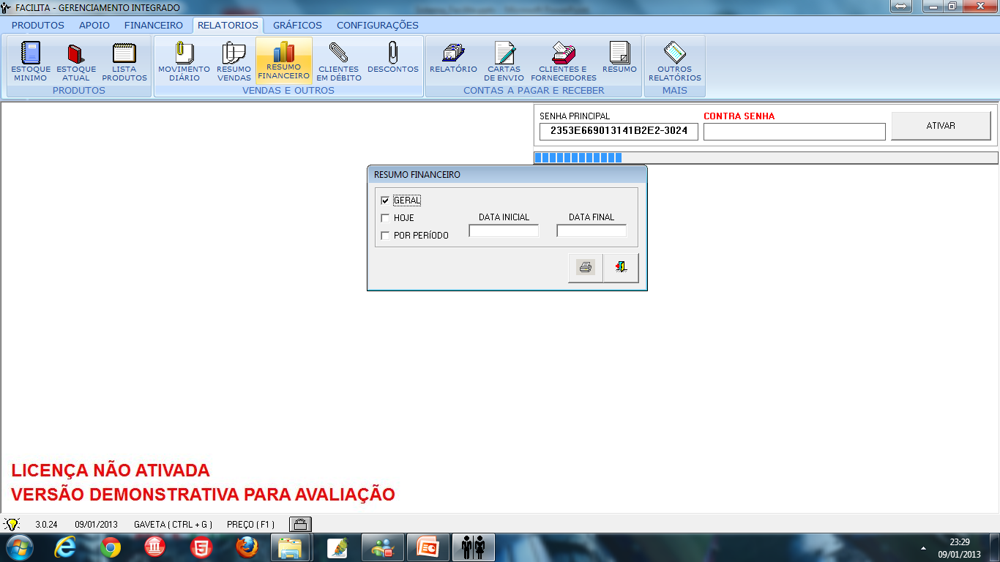 FACILITA - GERENCIAMENTO INTEGRADO
PRODUTOS APOIO FINANCEIRO RELATORIOS GRÁFICOS CONFIGURAÇÕES
ESTOQUE MINIMO
ESTOQUE ATUAL
LISTA PRODUTOS
MOVIMENTO DIÁRIO
RESUMO VENDAS
RESUMO FINANCEIRO
CLIENTES EM DÉBITO
DESCONTOS
RELATÓRIO
CARTAS DE ENVIO
CLIENTES E FORNECEDORES
RESUMO
OUTROS RELATÓRIOS
PRODUTOS
VENDAS E OUTROS
CONTAS A PAGAR E RECEBER
MAIS
SENHA PRINCIPAL
2353E669013141B2E2-3024
CONTRA SENHA
ATIVAR
RESUMO FINANCEIRO
GERAL
HOJE
POR PERÍODO
DATA INICIAL
DATA FINAL
LICENÇA NÃO ATIVADA
VERSÃO DEMONSTRATIVA PARA AVALIAÇÃO
3.0.24 09/01/2013 GAVETA ( CTRL + G ) PREÇO ( F1 )
23:29
09/01/2013